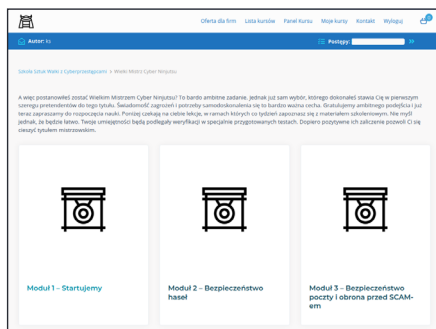 Oferta dla firm Lista kursów Panel Kursu Moje kursy Kontakt Wyloguj 0
Autor: ks Postępy:
Szkoła Sztuk Walki z Cyberprzestępcami > Wielki Mistrz Cyber Ninjutsu
A więc postanowiłeś zostać Wielkim Mistrzem Cyber Ninjutsu? To bardzo ambitne zadanie. Jednak już sam wybór, którego dokonałeś stawia Cię w pierwszym
szeregu pretendentów do tego tytułu. Świadomość zagrożeń i potrzeby samodoskonalenia się to bardzo ważna cecha. Gratulujemy ambitnego podejścia i już
teraz zapraszamy do rozpoczęcia nauki. Poniżej czekają na ciebie lekcje, w ramach których co tydzień zapoznasz się z materiałem szkoleniowym. Nie myśl
jednak, że będzie łatwo. Twoje umiejętności będą podlegały weryfikacji w specjalnie przygotowanych testach. Dopiero pozytywne ich zaliczenie pozwoli Ci się
cieszyć tytułem mistrzowskim.
Moduł 1 – Startujemy
Moduł 2 – Bezpieczeństwo
haseł
Moduł 3 – Bezpieczeństwo
poczty i obrona przed SCAM-
em